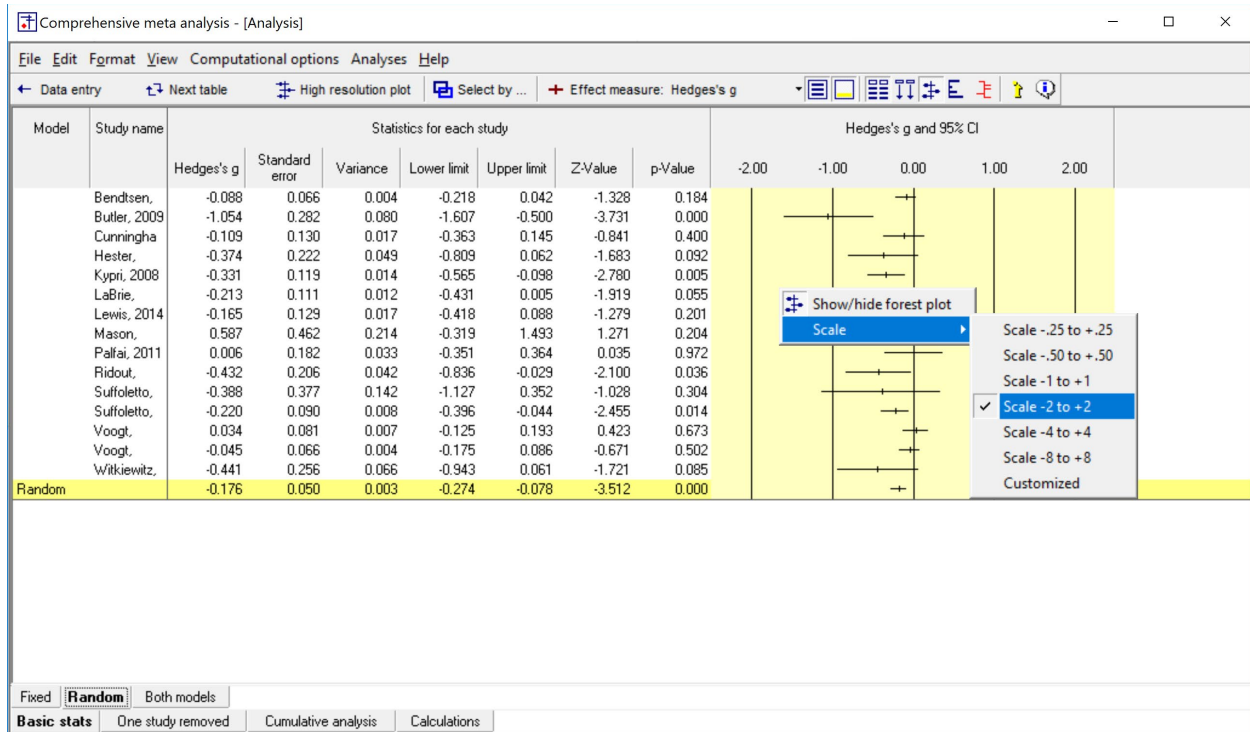 Comprehensive meta analysis - [Analysis]
File Edit Format View Computational options Analyses Help
Data entry Next table High resolution plot Select by ... Effect measure: Hedges's g
Model Study name Statistics for each study Hedges's g and 95% CI
Hedges's g Standard error Variance Lower limit Upper limit Z-Value p-Value -2.00 -1.00 0.00 1.00 2.00
Bendtsen, -0.088 0.066 0.004 -0.218 0.042 -1.328 0.184
Butler, 2009 -1.054 0.282 0.080 -1.607 -0.500 -3.731 0.000
Cunningha -0.109 0.130 0.017 -0.363 0.145 -0.841 0.400
Hester, -0.374 0.222 0.049 -0.809 0.062 -1.683 0.092
Kypri, 2008 -0.331 0.119 0.014 -0.565 -0.098 -2.780 0.005
LaBrie, -0.213 0.111 0.012 -0.431 0.005 -1.919 0.055
Lewis, 2014 -0.165 0.129 0.017 -0.418 0.088 -1.279 0.201
Mason, 0.587 0.462 0.214 -0.319 1.493 1.271 0.204
Palfai, 2011 0.006 0.182 0.033 -0.351 0.364 0.035 0.972
Ridout, -0.432 0.206 0.042 -0.836 -0.029 -2.100 0.036
Suffoletto, -0.388 0.377 0.142 -1.127 0.352 -1.028 0.304
Suffoletto, -0.220 0.090 0.008 -0.396 -0.044 -2.455 0.014
Voogt, 0.034 0.081 0.007 -0.125 0.193 0.423 0.673
Voogt, -0.045 0.066 0.004 -0.175 0.086 -0.671 0.502
Witkiewitz, -0.441 0.256 0.066 -0.943 0.061 -1.721 0.085
Random -0.176 0.050 0.003 -0.274 -0.078 -3.512 0.000
Show/hide forest plot
Scale
Scale -.25 to +.25
Scale -.50 to +.50
Scale -1 to +1
Scale -2 to +2
Scale -4 to +4
Scale -8 to +8
Customized
Fixed Random Both models
Basic stats One study removed Cumulative analysis Calculations